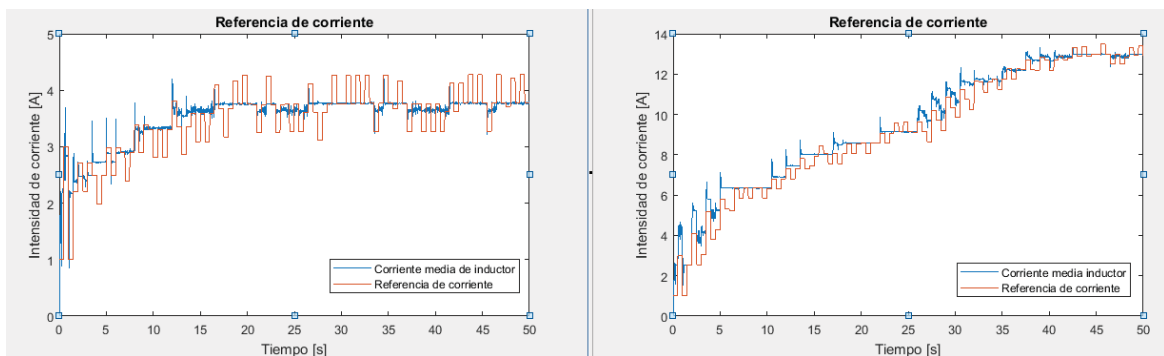 Referencia de corriente
5
4
3
2
1
0
Intensidad de corriente [A]
Corriente media de inductor
Referencia de corriente
0 5 10 15 20 25 30 35 40 45 50
Tiempo [s]
Referencia de corriente
14
12
10
8
6
4
2
0
Intensidad de corriente [A]
Corriente media inductor
Referencia de corriente
0 5 10 15 20 25 30 35 40 45 50
Tiempo [s]